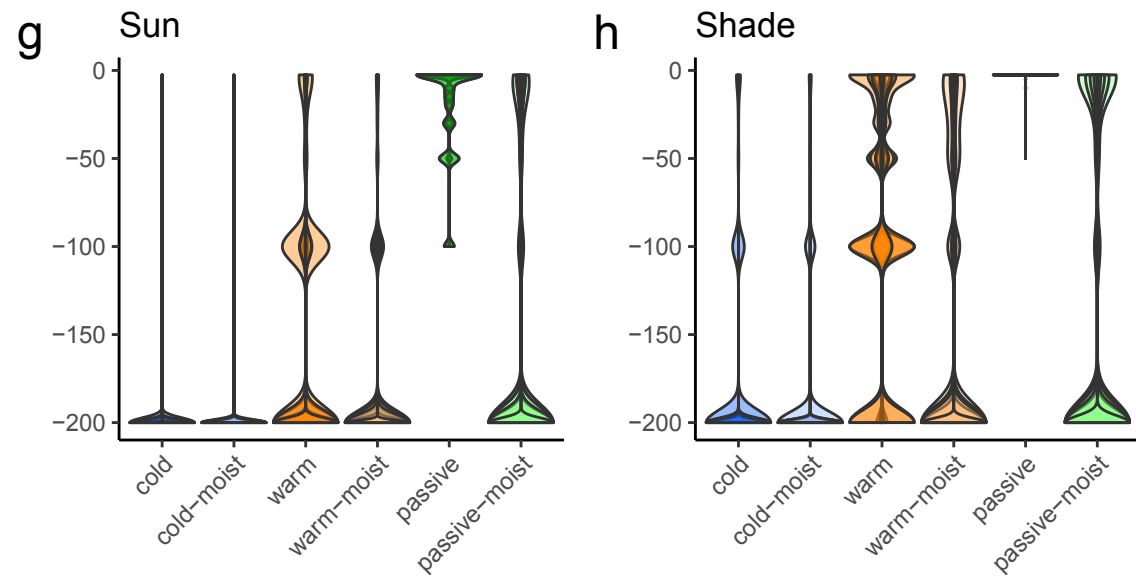 g Sun
0
−50
−100
−150
−200
cold
cold−moist
warm
warm−moist
passive
passive−moist
h Shade
0
−50
−100
−150
−200
cold
cold−moist
warm
warm−moist
passive
passive−moist